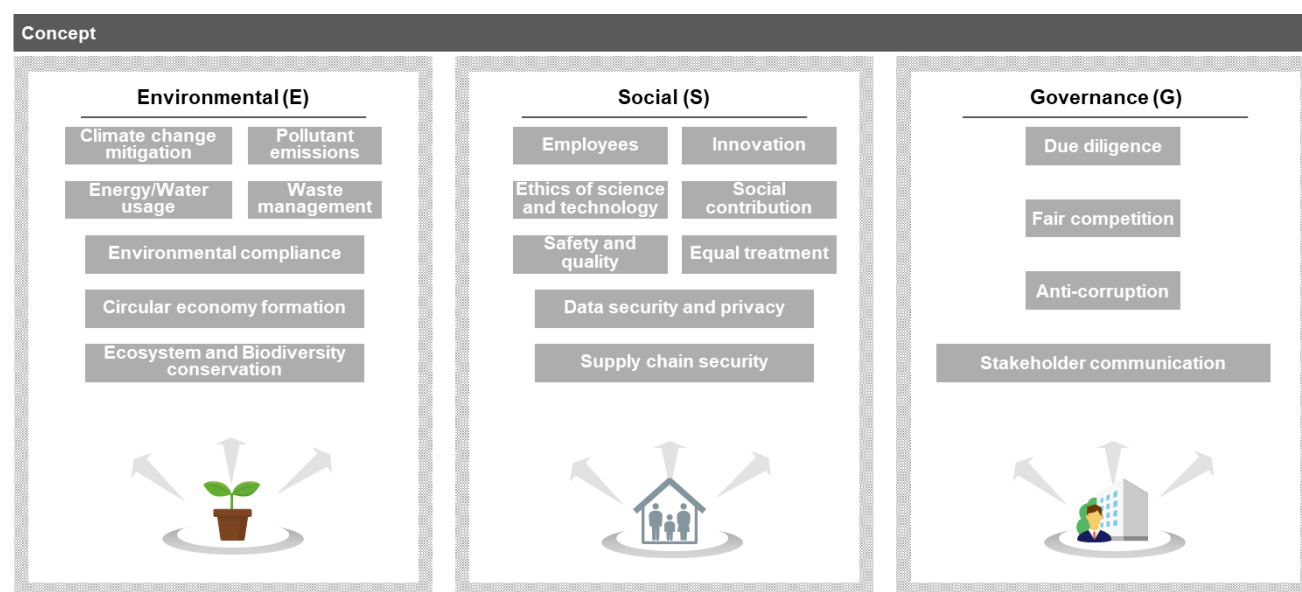 Concept
Environmental (E)
Climate change
mitigation
Pollutant
emissions
Energy/Water
usage
Waste
management
Environmental compliance
Circular economy formation
Ecosystem and Biodiversity
conservation
Social (S)
Employees
Innovation
Ethics of science
and technology
Social
contribution
Safety and
quality
Equal treatment
Data security and privacy
Supply chain security
Governance (G)
Due diligence
Fair competition
Anti-corruption
Stakeholder communication